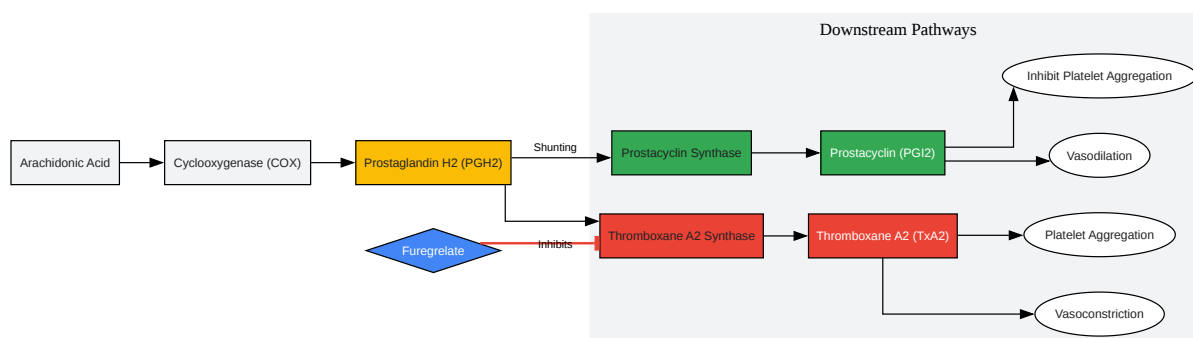 Downstream Pathways
Inhibit Platelet Aggregation
Arachidonic Acid
Cyclooxygenase (COX)
Prostaglandin H2 (PGH2)
Shunting
Prostacyclin Synthase
Prostacyclin (PGI2)
Vasodilation
Furegrelate
Inhibits
Thromboxane A2 Synthase
Thromboxane A2 (TxA2)
Platelet Aggregation
Vasoconstriction